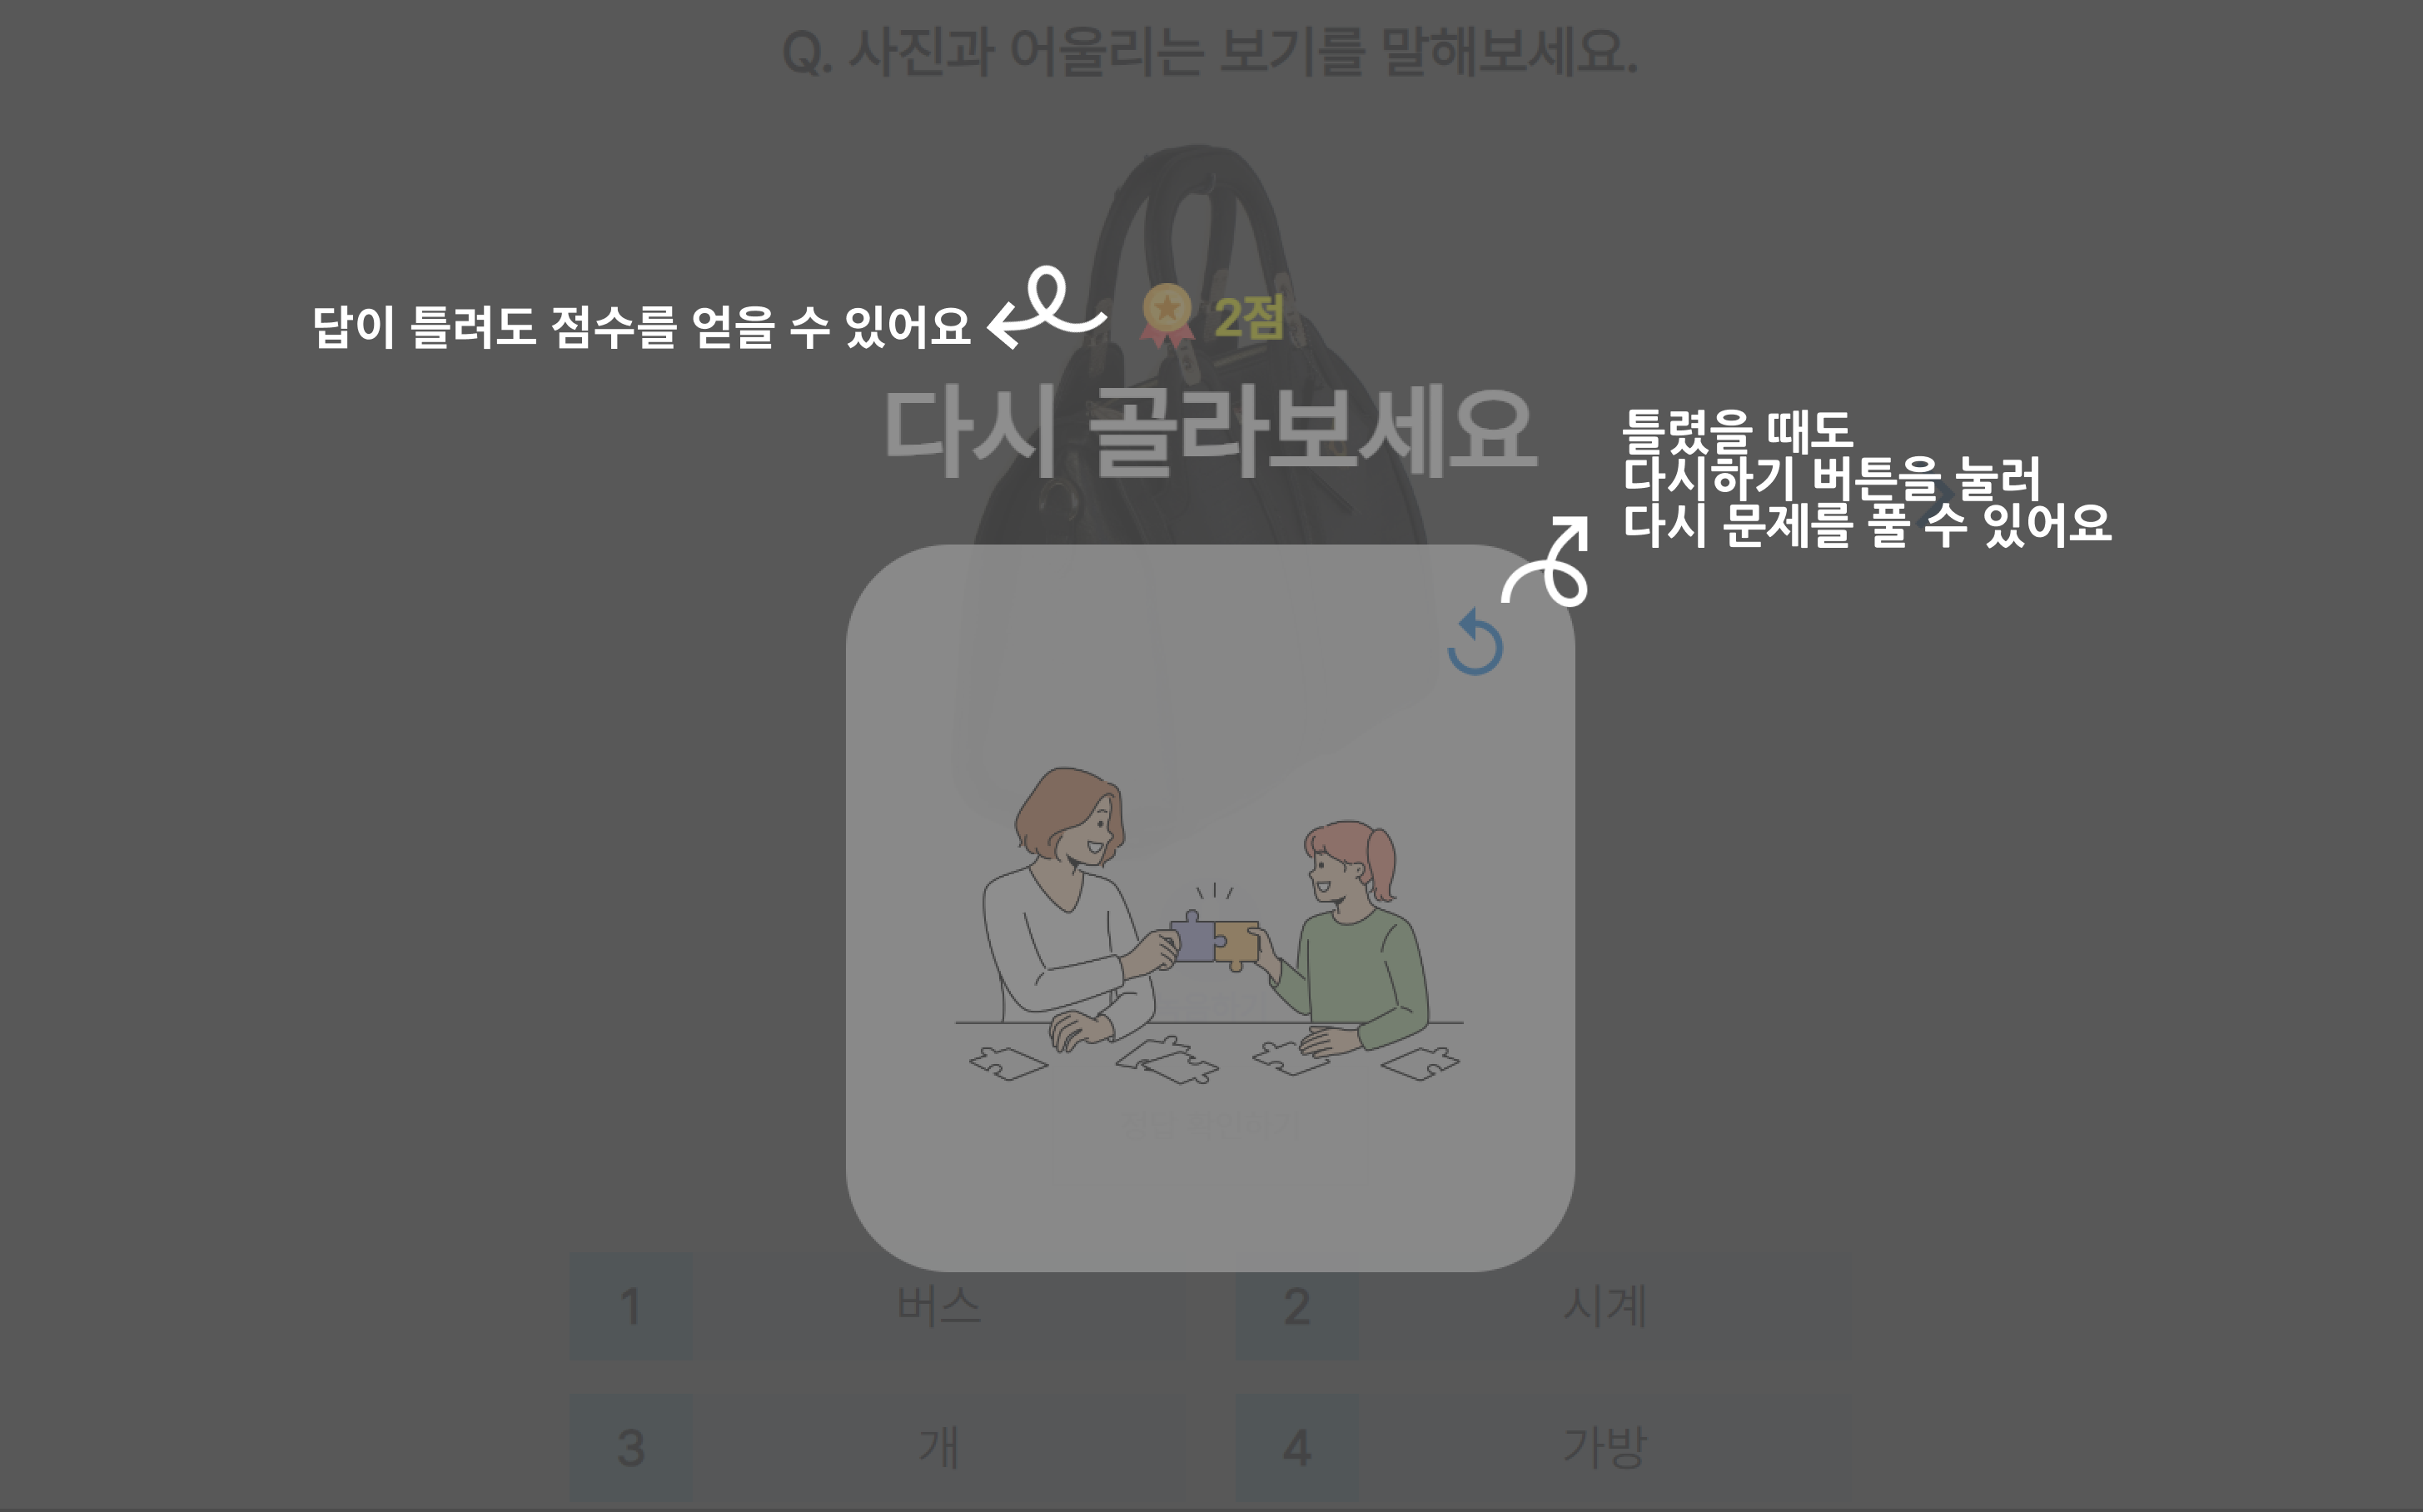 Q. 사진과 어울리는 보기를 말해보세요.
답이 틀려도 점수를 얻을 수 있어요
2점
다시 골라보세요
틀렸을 때도
다시하기 버튼을 눌러
다시 문제를 풀 수 있어요
1 버스
2 시계
3 개
4 가방